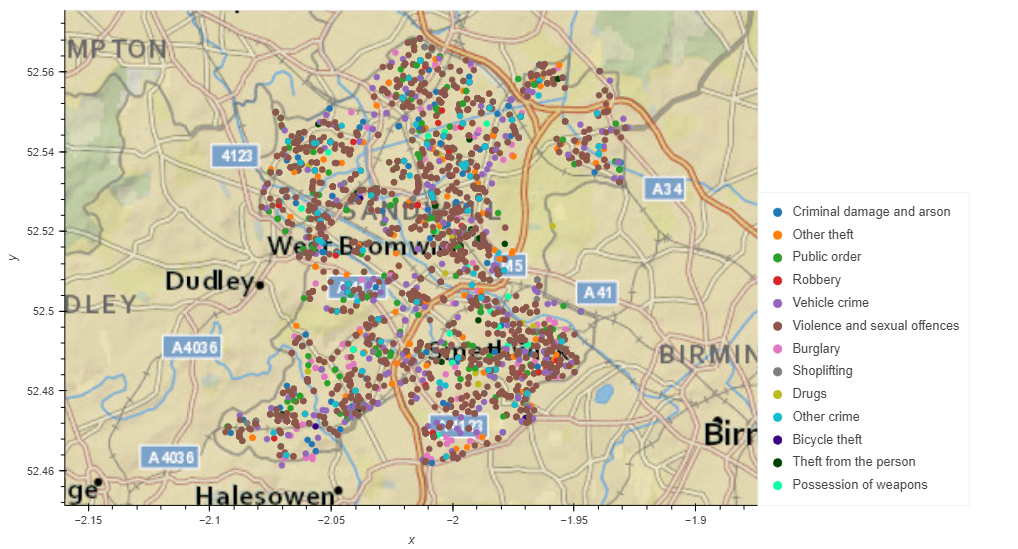 MPTON
52.56
52.54
52.52
52.5
52.48
52.46
y
4123
A34
SAND
West Bromwich
Dudley
15
A41
DLEY
A4036
Smethwick
BIRMIN
Birr
A4036
ge
Halesowen
−2.15
−2.1
−2.05
−2
−1.95
−1.9
x
Criminal damage and arson
Other theft
Public order
Robbery
Vehicle crime
Violence and sexual offences
Burglary
Shoplifting
Drugs
Other crime
Bicycle theft
Theft from the person
Possession of weapons